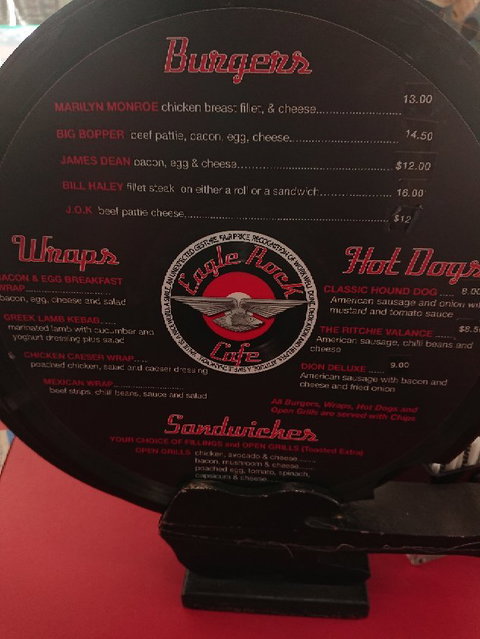 Burgers
MARILYN MONROE chicken breast fillet, & cheese 13.00
BIG BOPPER beef pattie, bacon, egg, cheese 14.50
JAMES DEAN bacon, egg & cheese $12.00
BILL HALEY fillet steak on either a roll or a sandwich 16.00
J.O.K beef pattie cheese, $12
Wraps
BACON & EGG BREAKFAST
WRAP
bacon, egg, cheese and salad
GREEK LAMB KEBAG
marinated lamb with cucumber and
yoghurt dressing plus salad
CHICKEN CAESER WRAP
poached chicken, salad and caeser dressing
MEXICAN WRAP
beef strips, chilli beans, sauce and salad
Eagle Rock
Cafe
Hot Dogs
CLASSIC HOUND DOG 8.00
American sausage and onion with
mustard and tomato sauce
THE RITCHIE VALANCE $8.5
American sausage, chilli beans and
cheese
DION DELUXE 9.00
American sausage with bacon and
cheese and fried onion
All Burgers, Wraps, Hot Dogs and
Open Grills are served with Chips
Sandwiches
YOUR CHOICE OF FILLINGS and OPEN GRILLS (Toasted Extra)
OPEN GRILLS chicken, avocado & cheese
bacon, mushroom & cheese
poached egg, tomato, spinach,
capsicum & cheese